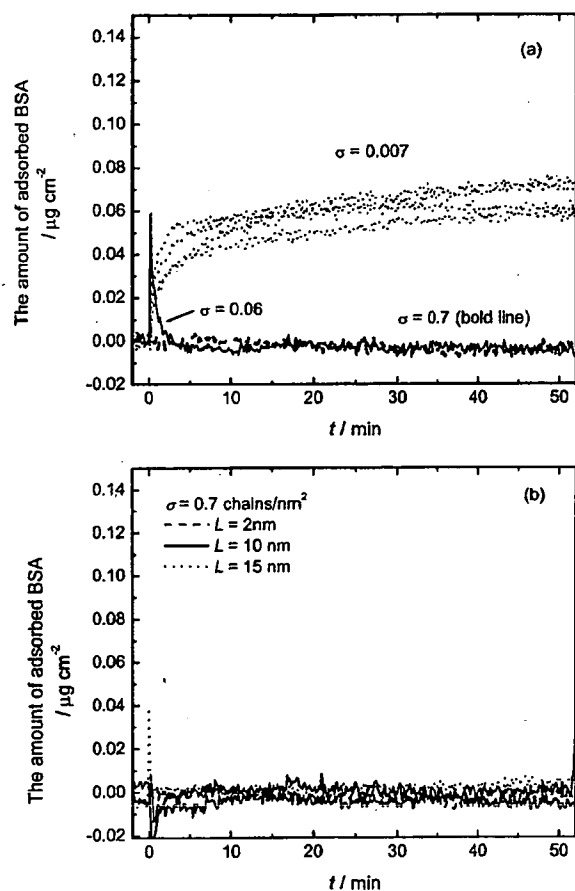 (a)
The amount of adsorbed BSA
/ μg cm⁻²
0.14
0.12
0.10
0.08
0.06
0.04
0.02
0.00
-0.02
σ = 0.007
σ = 0.06
σ = 0.7 (bold line)
0 10 20 30 40 50
t / min
(b)
The amount of adsorbed BSA
/ μg cm⁻²
0.14
0.12
0.10
0.08
0.06
0.04
0.02
0.00
-0.02
σ = 0.7 chains/nm²
L = 2nm
L = 10 nm
L = 15 nm
0 10 20 30 40 50
t / min